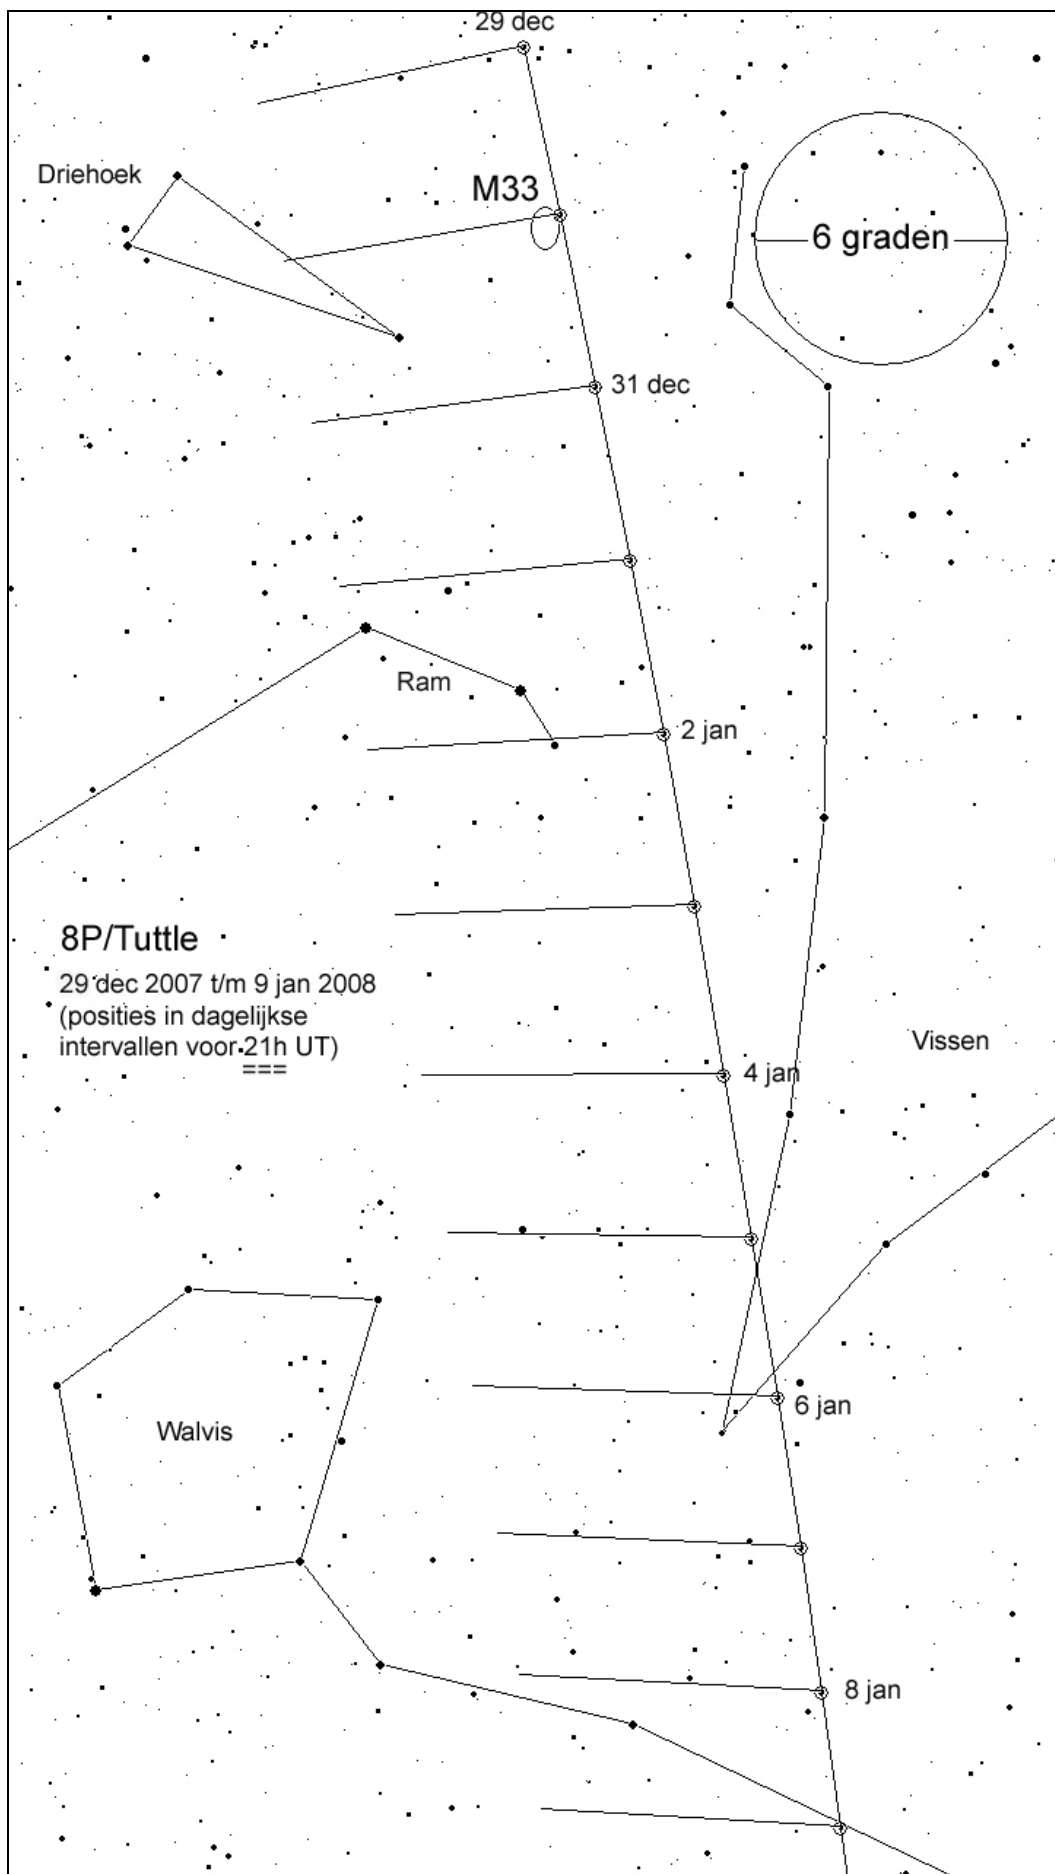 29 dec
Driehoek
M33
6 graden
31 dec
Ram
2 jan
8P/Tuttle
29 dec 2007 t/m 9 jan 2008
(posities in dagelijkse
intervallen voor 21h UT)
===
Vissen
4 jan
6 jan
Walvis
8 jan